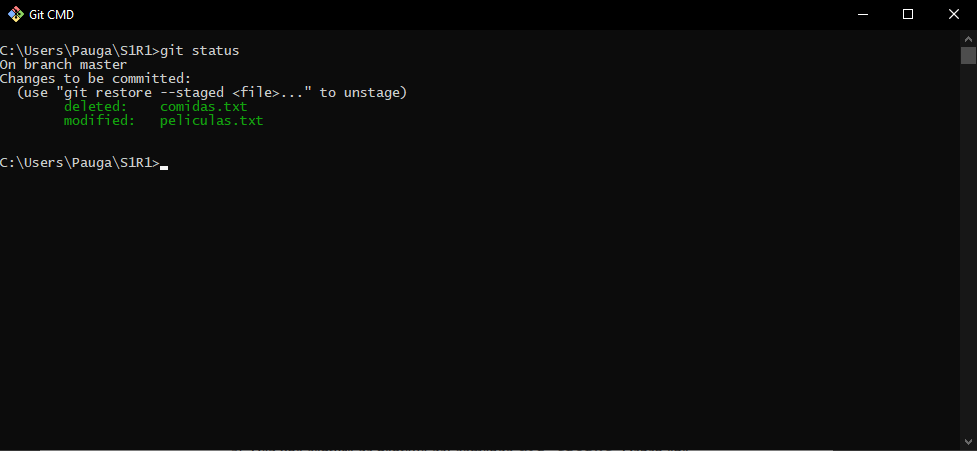 Git CMD
C:\Users\Pauga\S1R1>git status
On branch master
Changes to be committed:
  (use "git restore --staged <file>..." to unstage)
        deleted:    comidas.txt
        modified:   peliculas.txt
C:\Users\Pauga\S1R1>